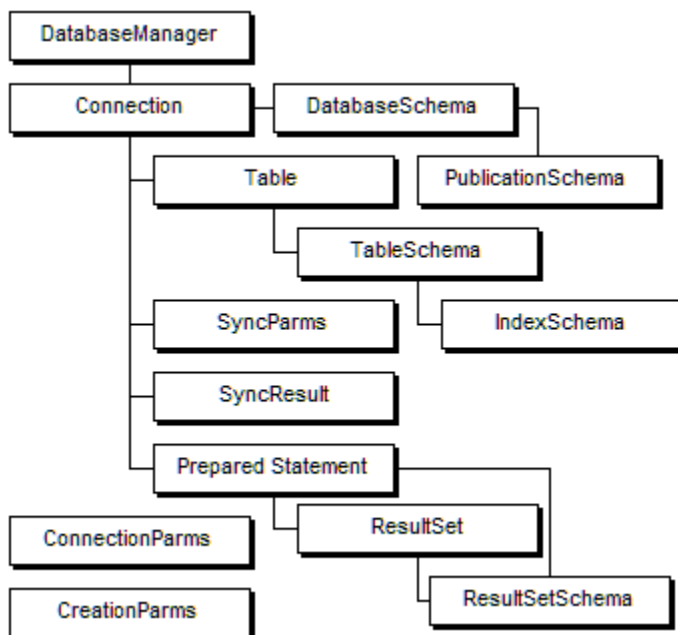 DatabaseManager
Connection
DatabaseSchema
Table
PublicationSchema
TableSchema
SyncParms
IndexSchema
SyncResult
Prepared Statement
ResultSet
ConnectionParms
ResultSetSchema
CreationParms